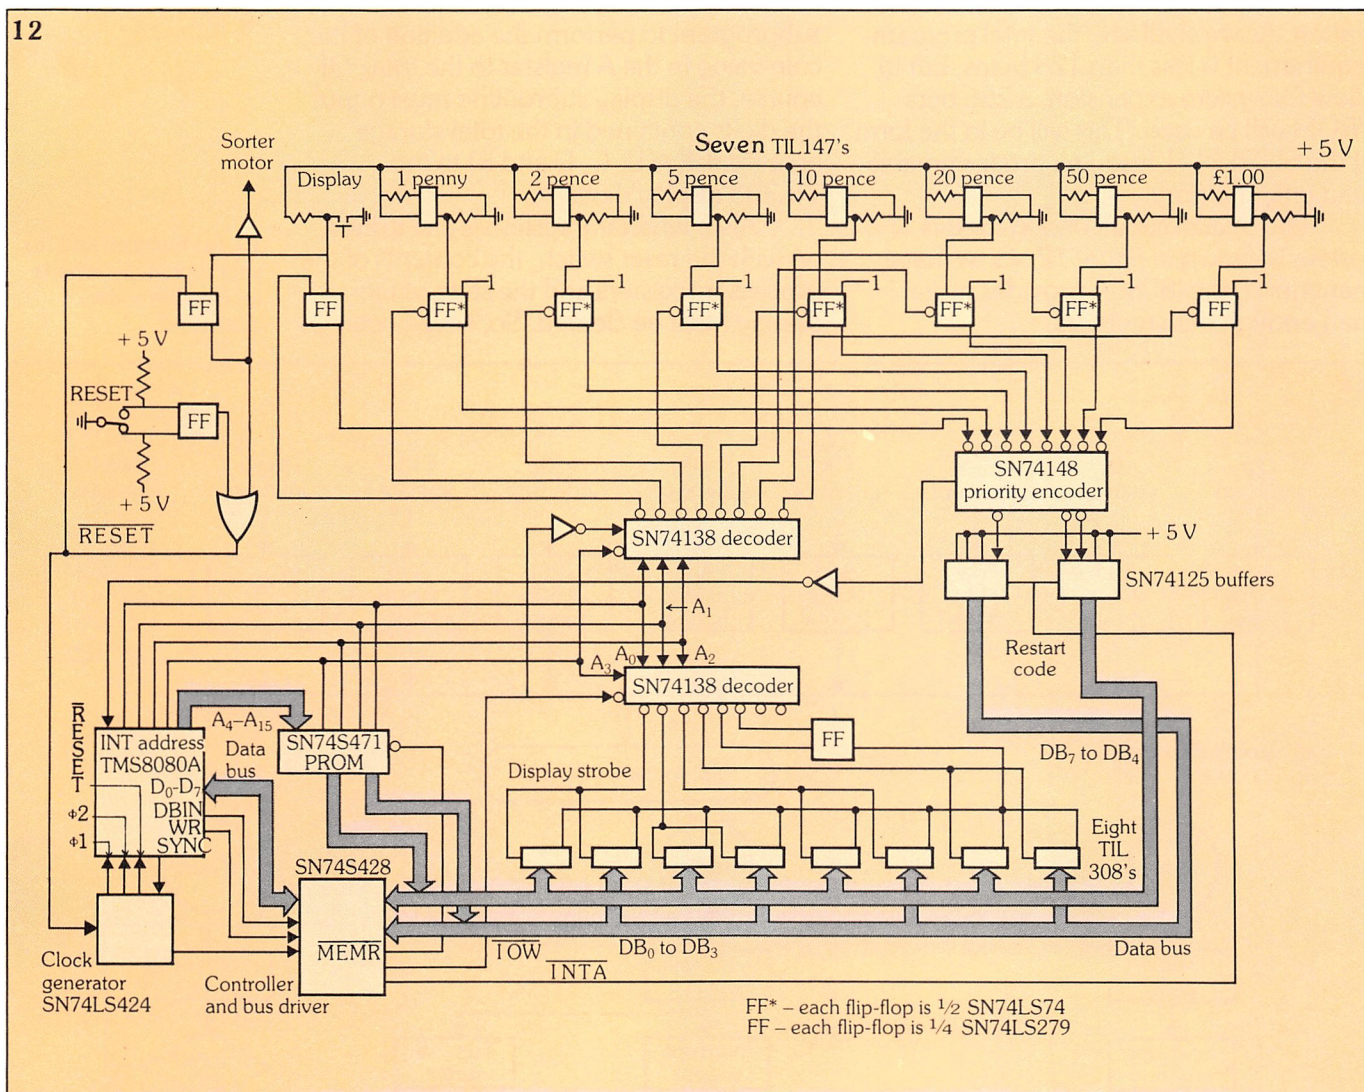 12
Sorter
motor
Seven TIL147's
+ 5 V
Display
1 penny
2 pence
5 pence
10 pence
20 pence
50 pence
£1.00
1
1
1
1
1
1
FF
FF
FF*
FF*
FF*
FF*
FF*
FF*
FF
+ 5 V
RESET
FF
+ 5 V
RESET
SN74148
priority encoder
SN74138 decoder
+ 5 V
SN74125 buffers
A1
Restart
code
A3
A0
A2
SN74138 decoder
RESET
A4–A15
INT address
TMS8080A
D0-D7
DBIN
WR
SYNC
Φ2
Φ1
Data
bus
SN74S471
PROM
FF
DB7 to DB4
Display strobe
Eight
TIL
308's
SN74S428
MEMR
IOW
DB0 to DB3
Data bus
INTA
Clock
generator
SN74LS424
Controller
and bus driver
FF* – each flip-flop is 1/2 SN74LS74
FF – each flip-flop is 1/4 SN74LS279